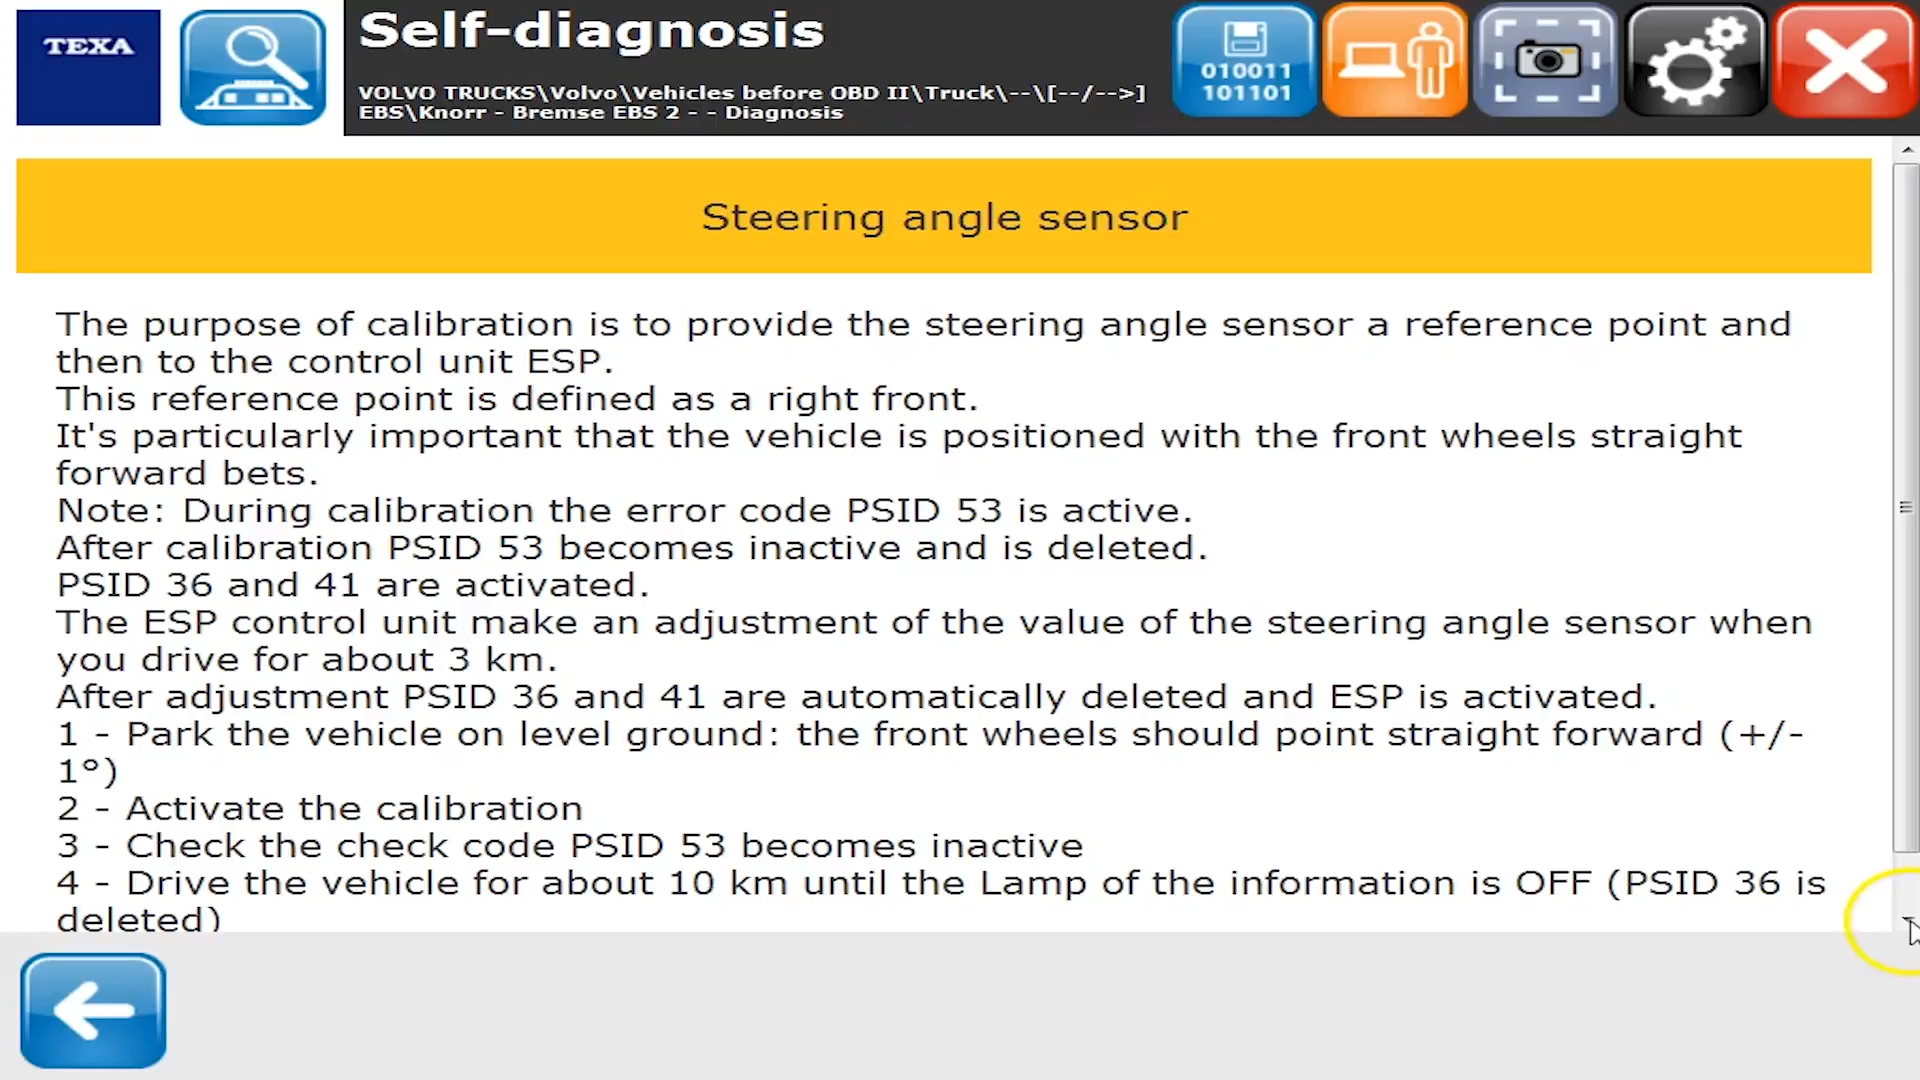 TEXA
Self-diagnosis
VOLVO TRUCKS\Volvo\Vehicles before OBD II\Truck\--\[--/-->]
EBS\Knorr - Bremse EBS 2 - - Diagnosis
010011
101101
Steering angle sensor
The purpose of calibration is to provide the steering angle sensor a reference point and
then to the control unit ESP.
This reference point is defined as a right front.
It's particularly important that the vehicle is positioned with the front wheels straight
forward bets.
Note: During calibration the error code PSID 53 is active.
After calibration PSID 53 becomes inactive and is deleted.
PSID 36 and 41 are activated.
The ESP control unit make an adjustment of the value of the steering angle sensor when
you drive for about 3 km.
After adjustment PSID 36 and 41 are automatically deleted and ESP is activated.
1 - Park the vehicle on level ground: the front wheels should point straight forward (+/-
1°)
2 - Activate the calibration
3 - Check the check code PSID 53 becomes inactive
4 - Drive the vehicle for about 10 km until the Lamp of the information is OFF (PSID 36 is
deleted)